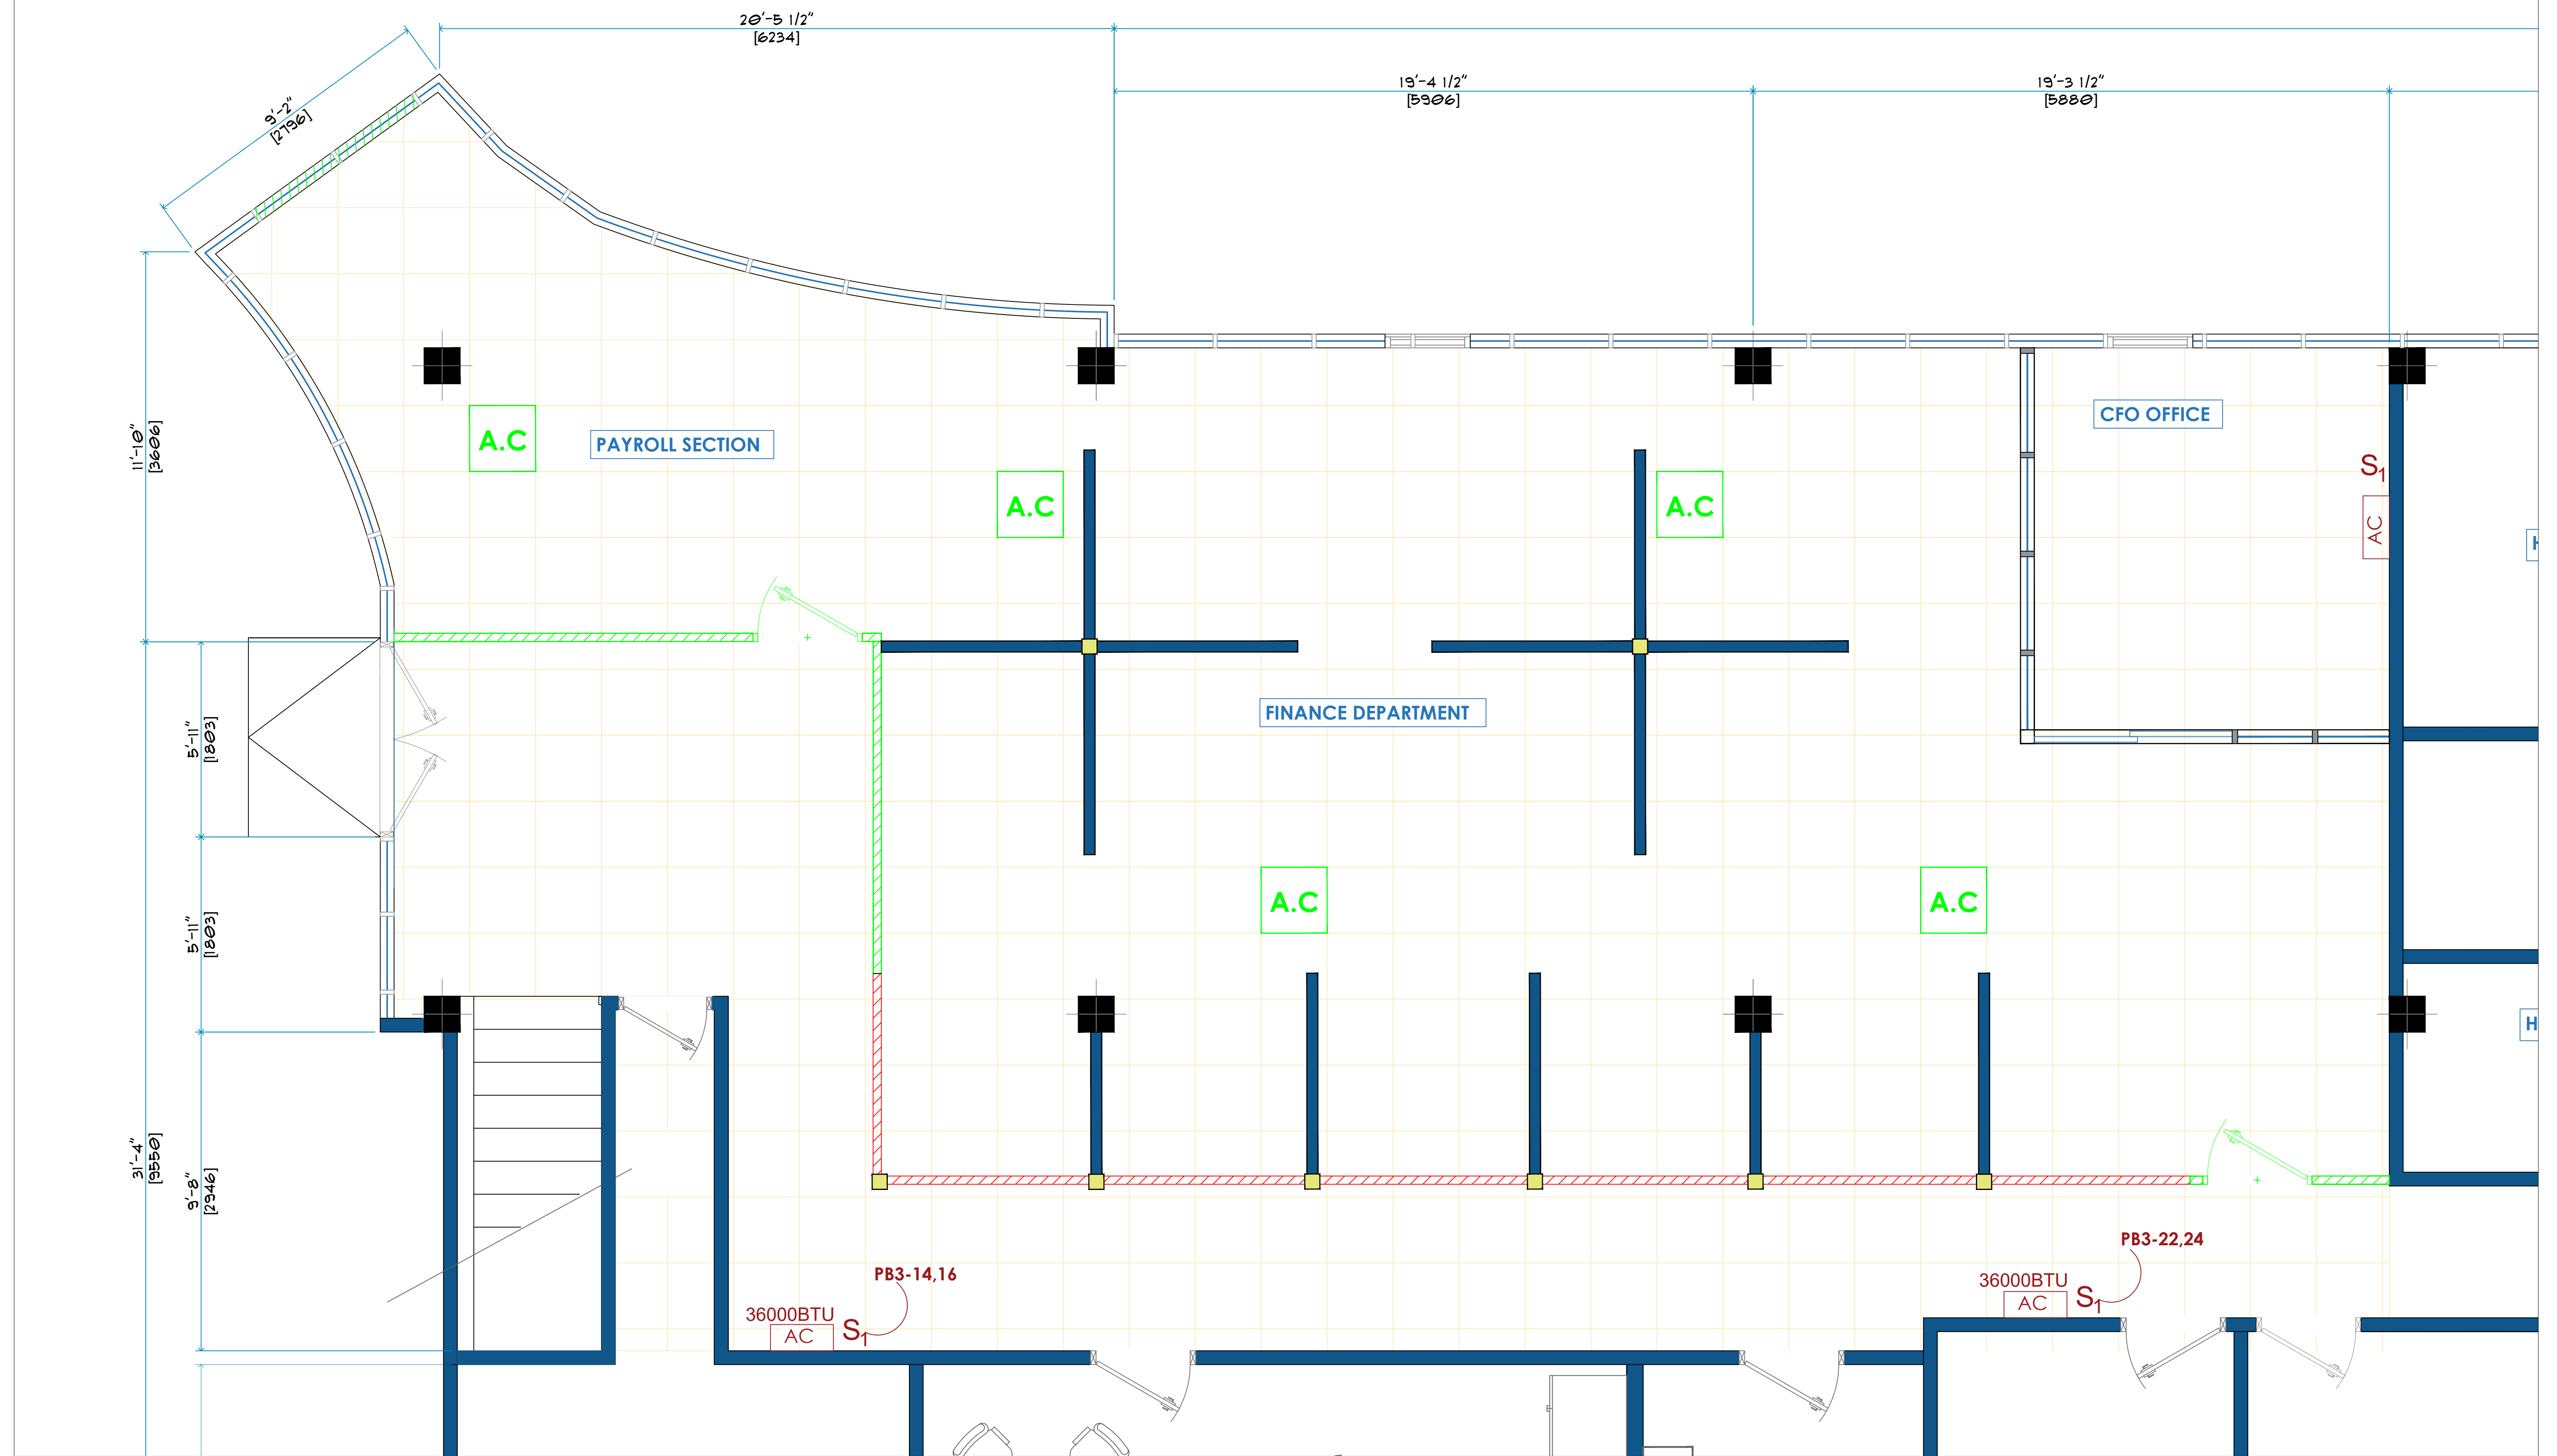 20'-5 1/2"
[6234]
19'-4 1/2"
[5906]
19'-3 1/2"
[5880]
9'-2"
[2796]
11'-10"
[3606]
A.C
PAYROLL SECTION
A.C
A.C
CFO OFFICE
S1
AC
H
5'-11"
[1803]
FINANCE DEPARTMENT
A.C
A.C
5'-11"
[1803]
H
31'-4"
[9550]
9'-8"
[2946]
PB3-14,16
36000BTU
AC
S1
PB3-22,24
36000BTU
AC
S1